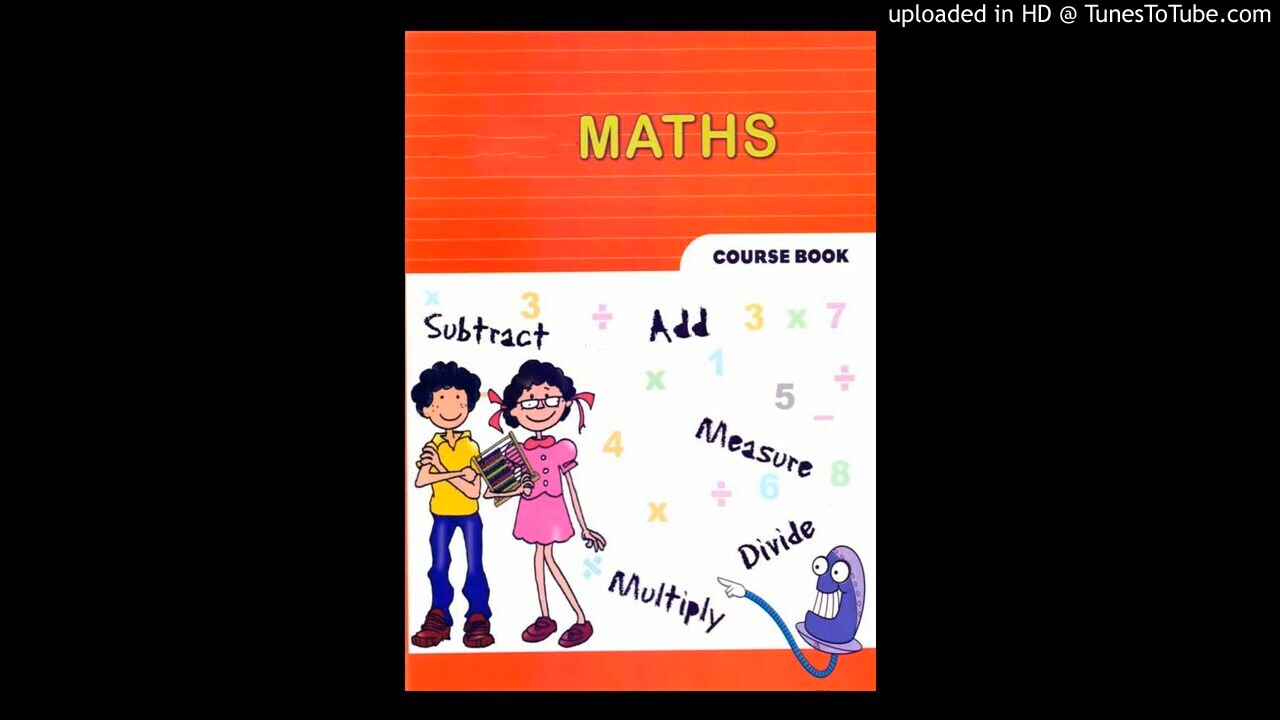 uploaded in HD @ TunesToTube.com
MATHS
COURSE BOOK
x 3 ÷
Subtract
Add 3 x 7
x 1 ÷
5 –
4
Measure
÷ 6 8
x
Divide
x
Multiply